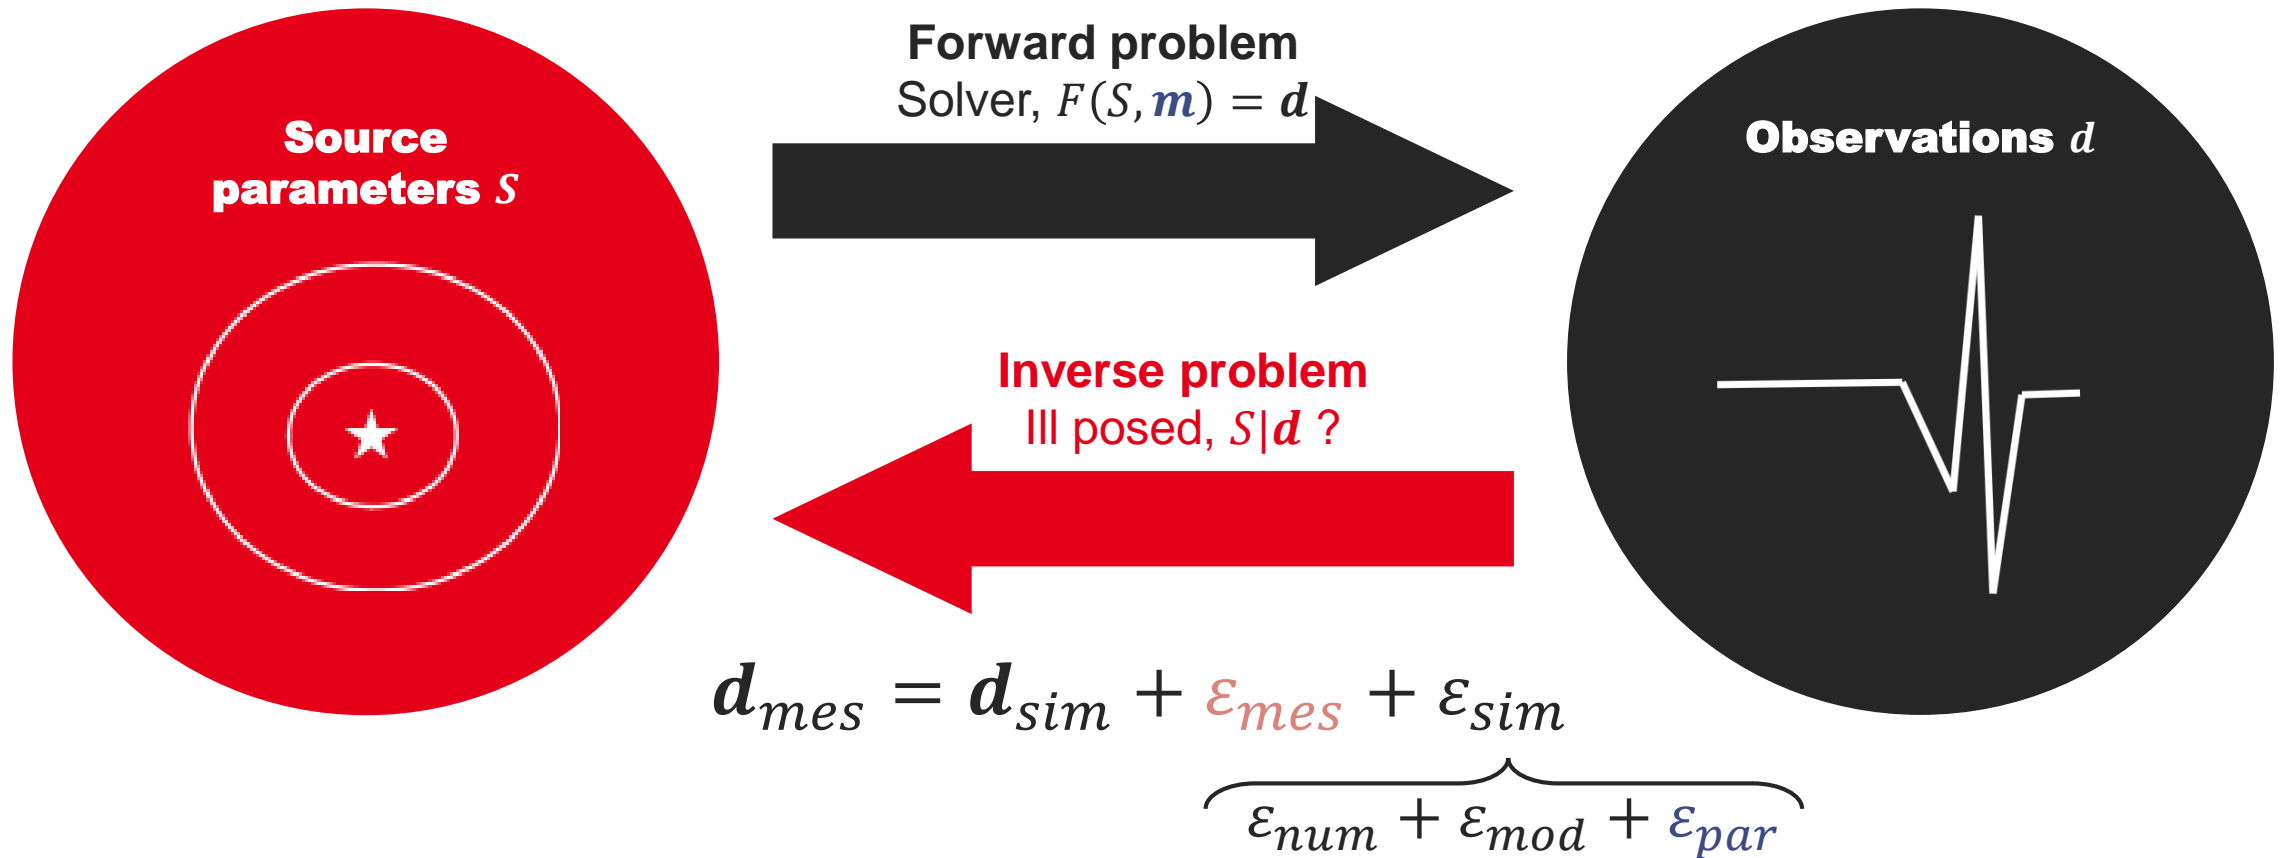 Source
parameters S
Forward problem
Solver, F(S, m) = d
Observations d
Inverse problem
Ill posed, S|d ?
d_mes = d_sim + ε_mes + ε_sim
ε_num + ε_mod + ε_par